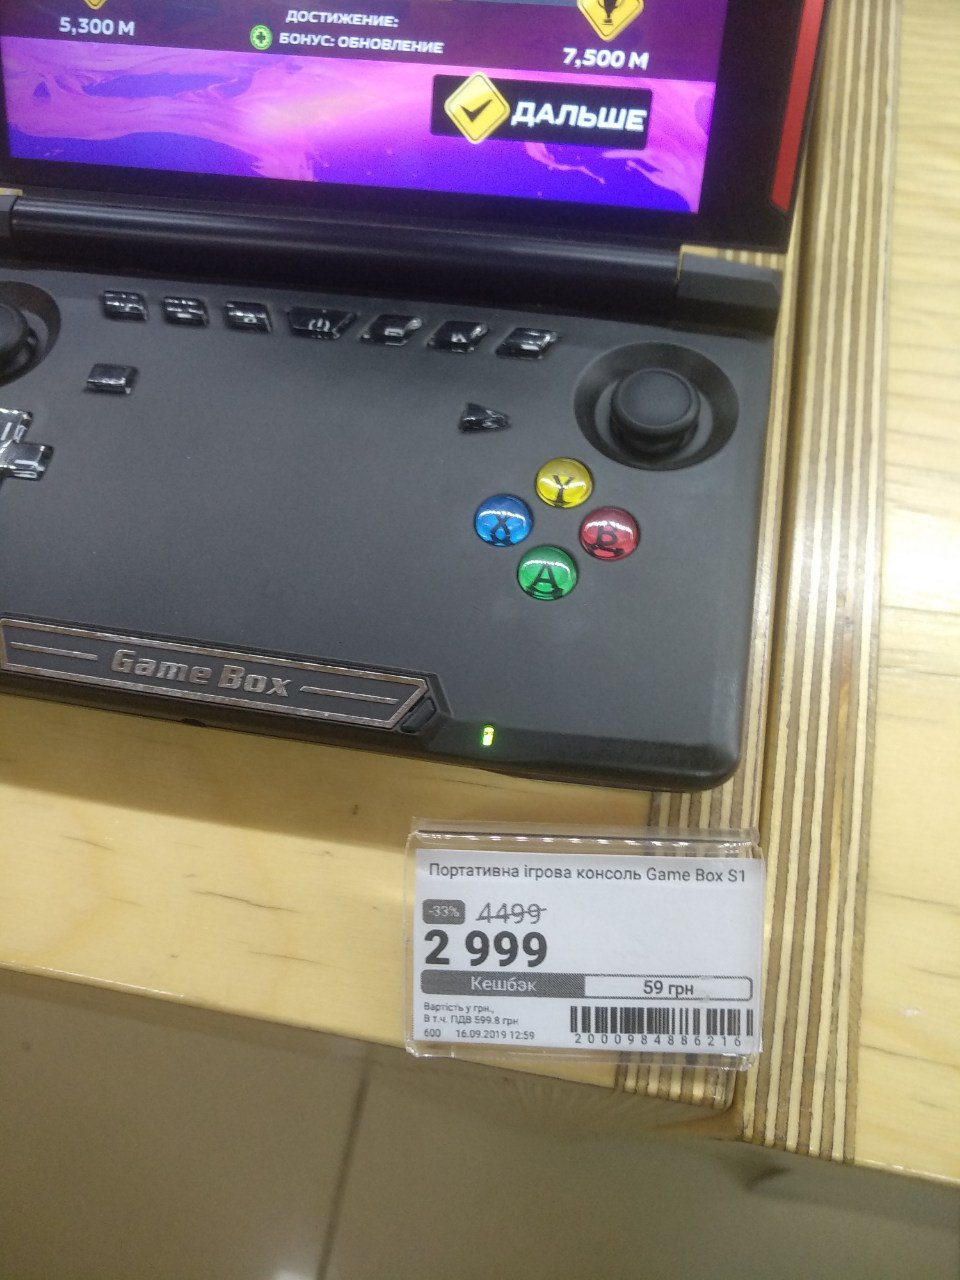 5,300 М
ДОСТИЖЕНИЕ:
БОНУС: ОБНОВЛЕНИЕ
7,500 М
ДАЛЬШЕ
Y
X
B
A
Game Box
Портативна ігрова консоль Game Box S1
-33% 4499
2 999
Кешбэк 59 грн
Вартість у грн.,
В т.ч. ПДВ 599.8 грн
600 16.09.2019 12:59
2000984886216